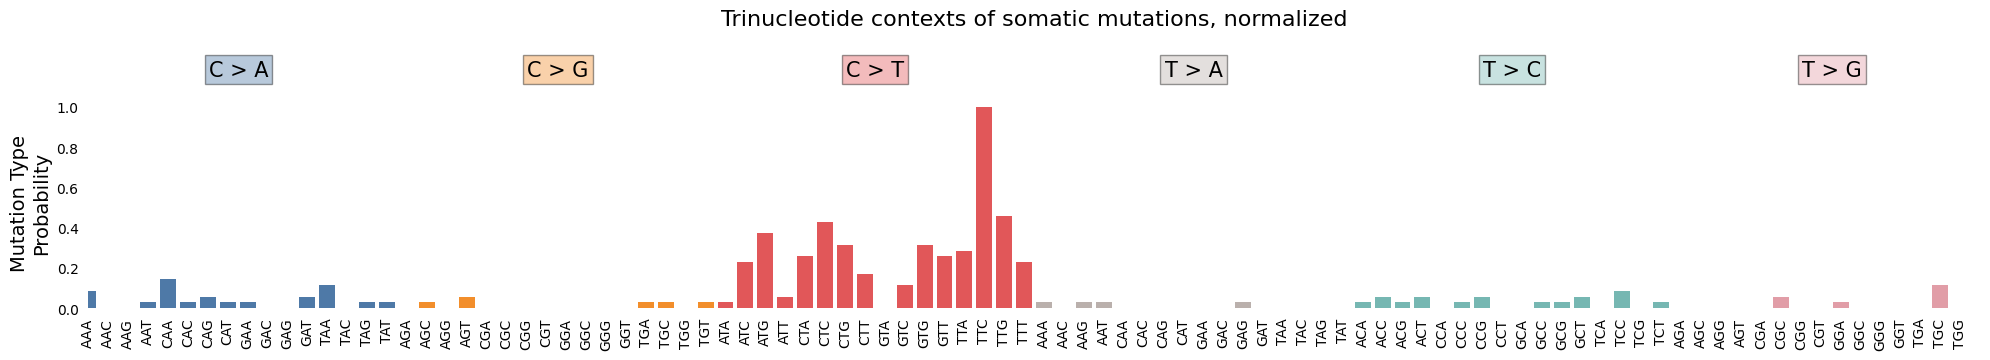 Trinucleotide contexts of somatic mutations, normalized
C > A C > G C > T T > A T > C T > G
Mutation Type
Probability
1.0
0.8
0.6
0.4
0.2
0.0
AAA AAC AAG AAT CAA CAC CAG CAT GAA GAC GAG GAT TAA TAC TAG TAT AGA AGC AGG AGT CGA CGC CGG CGT GGA GGC GGG GGT TGA TGC TGG TGT ATA ATC ATG ATT CTA CTC CTG CTT GTA GTC GTG GTT TTA TTC TTG TTT AAA AAC AAG AAT CAA CAC CAG CAT GAA GAC GAG GAT TAA TAC TAG TAT ACA ACC ACG ACT CCA CCC CCG CCT GCA GCC GCG GCT TCA TCC TCG TCT AGA AGC AGG AGT CGA CGC CGG CGT GGA GGC GGG GGT TGA TGC TGG